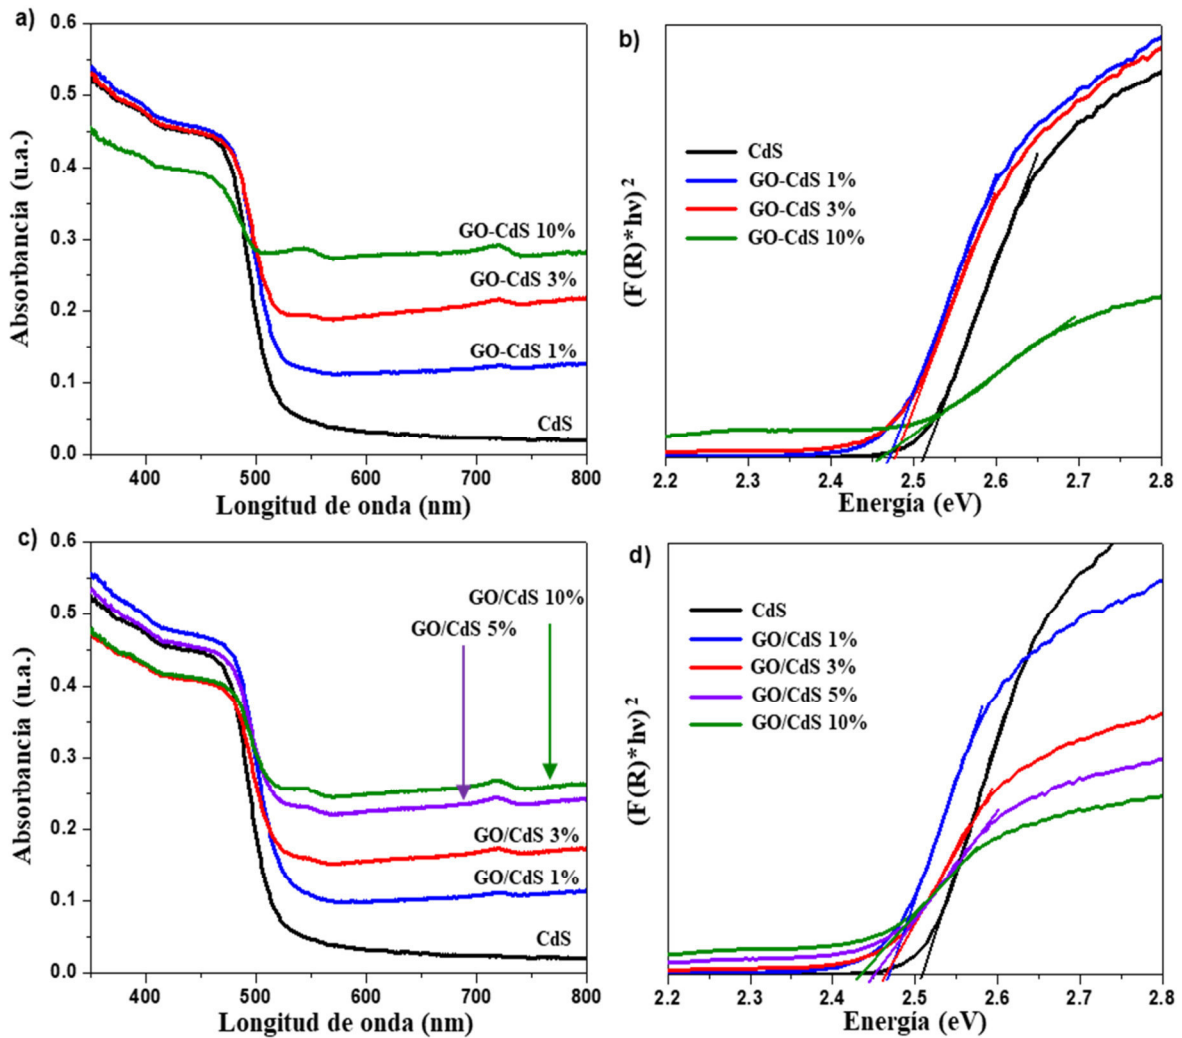 a)
0.6
0.5
0.4
0.3
0.2
0.1
0.0
Absorbancia (u.a.)
GO-CdS 10%
GO-CdS 3%
GO-CdS 1%
CdS
400 500 600 700 800
Longitud de onda (nm)
b)
(F(R)*hν)²
CdS
GO-CdS 1%
GO-CdS 3%
GO-CdS 10%
2.2 2.3 2.4 2.5 2.6 2.7 2.8
Energía (eV)
c)
0.6
0.5
0.4
0.3
0.2
0.1
0.0
Absorbancia (u.a.)
GO/CdS 10%
GO/CdS 5%
GO/CdS 3%
GO/CdS 1%
CdS
400 500 600 700 800
Longitud de onda (nm)
d)
(F(R)*hν)²
CdS
GO/CdS 1%
GO/CdS 3%
GO/CdS 5%
GO/CdS 10%
2.2 2.3 2.4 2.5 2.6 2.7 2.8
Energía (eV)